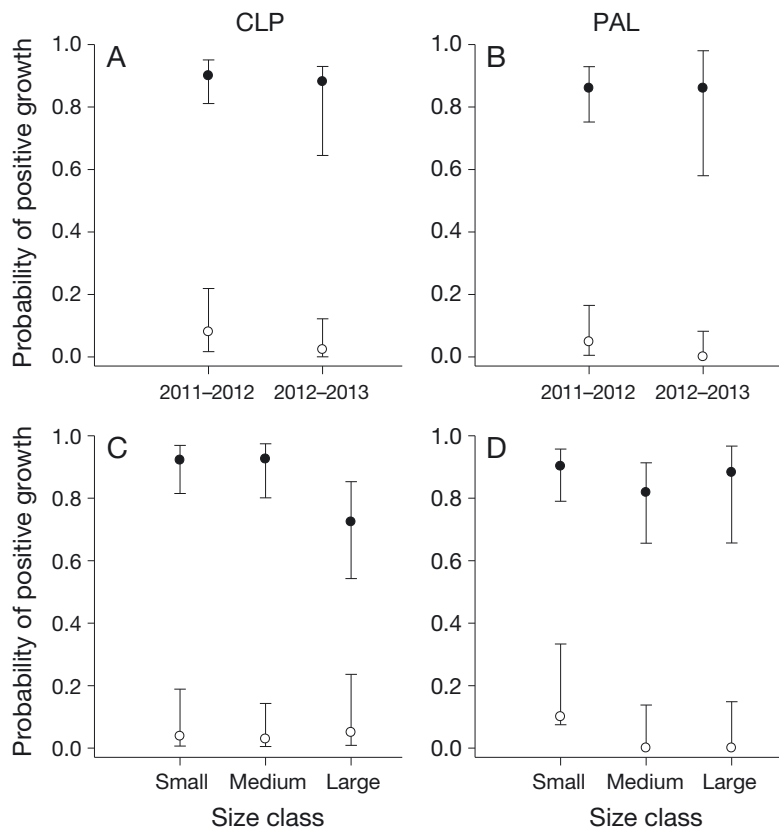 CLP
PAL
A
B
Probability of positive growth
1.0
0.8
0.6
0.4
0.2
0.0
1.0
0.8
0.6
0.4
0.2
0.0
2011–2012
2012–2013
2011–2012
2012–2013
C
D
Probability of positive growth
1.0
0.8
0.6
0.4
0.2
0.0
1.0
0.8
0.6
0.4
0.2
0.0
Small Medium Large
Small Medium Large
Size class
Size class